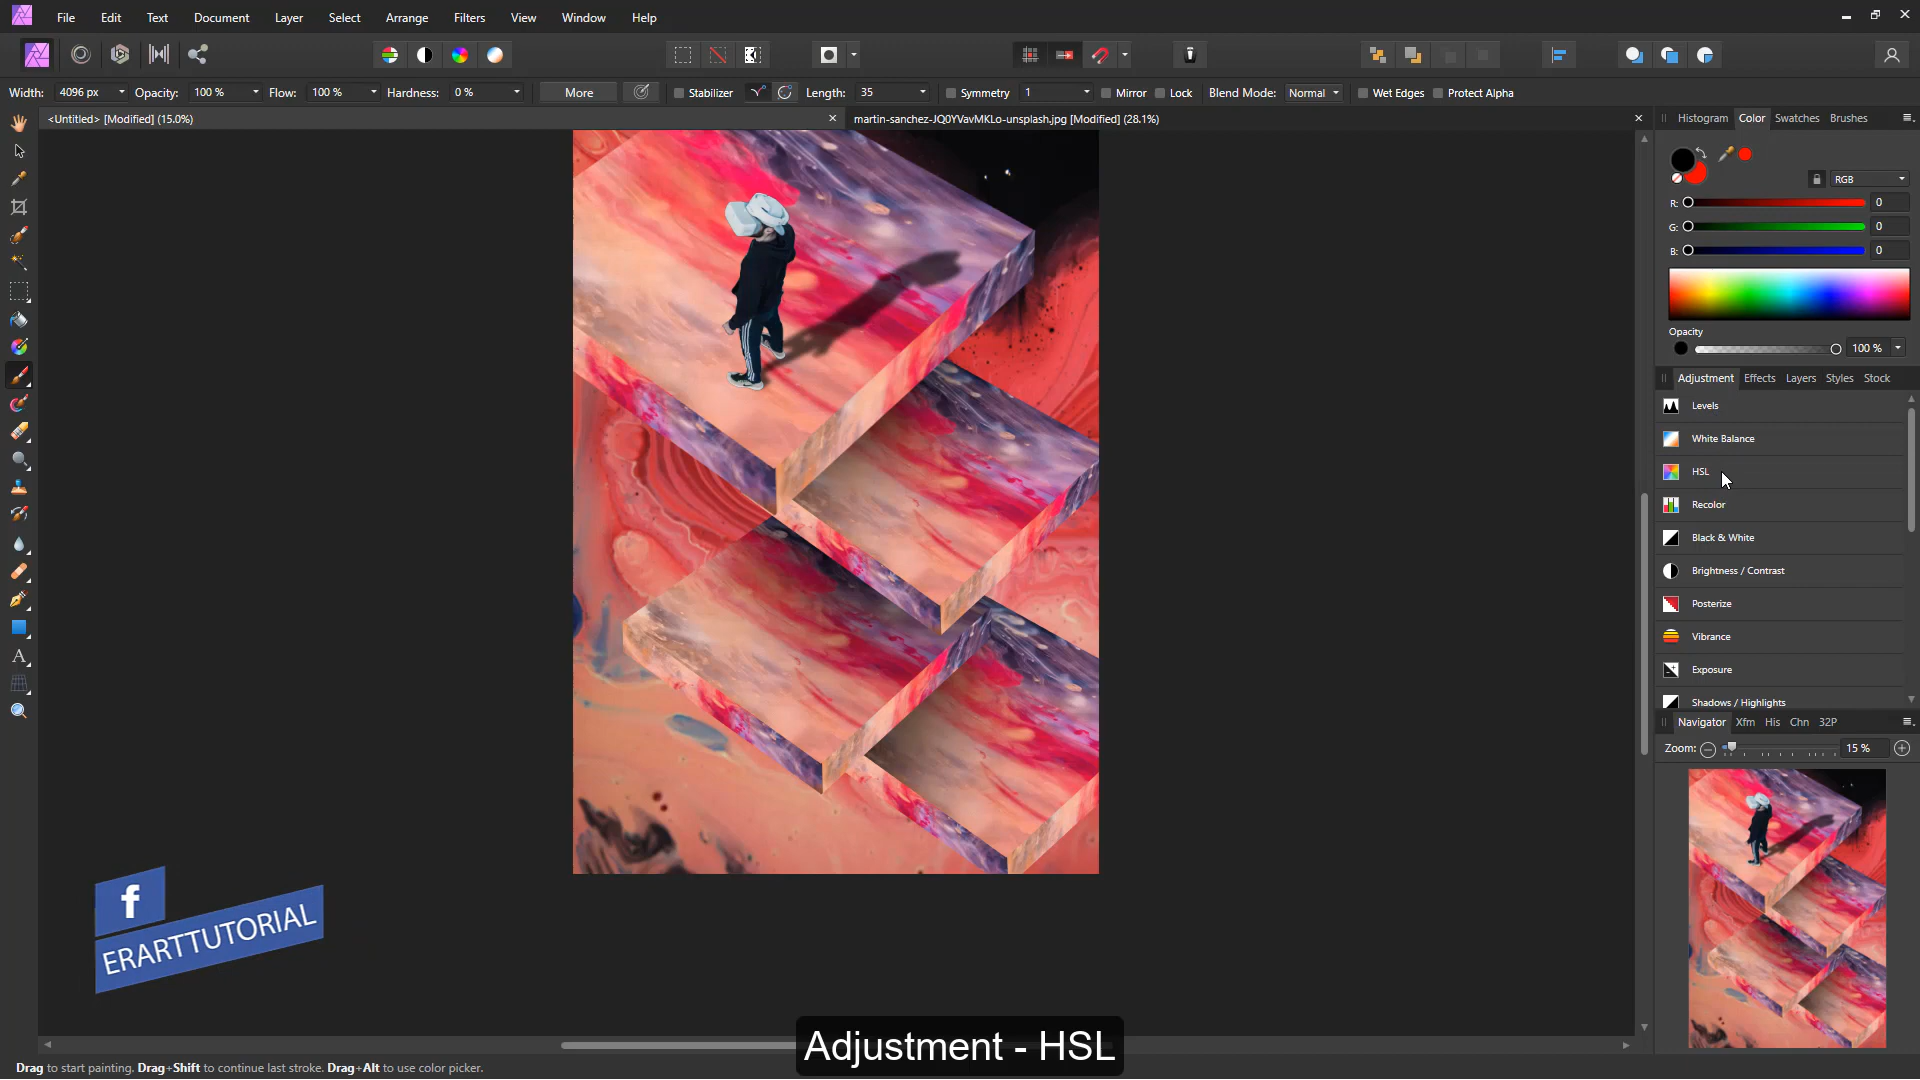 File Edit Text Document Layer Select Arrange Filters View Window Help
Width: 4096 px Opacity: 100 % Flow: 100 % Hardness: 0 % More Stabilizer Length: 35 Symmetry 1 Mirror Lock Blend Mode: Normal Wet Edges Protect Alpha
<Untitled> [Modified] (15.0%)
martin-sanchez-JQ0YVavMKLo-unsplash.jpg [Modified] (28.1%)
Histogram Color Swatches Brushes
RGB
R: 0
G: 0
B: 0
Opacity
100 %
Adjustment Effects Layers Styles Stock
Levels
White Balance
HSL
Recolor
Black & White
Brightness / Contrast
Posterize
Vibrance
Exposure
Shadows / Highlights
Navigator Xfm His Chn 32P
Zoom: 15 %
f
ERARTTUTORIAL
Adjustment - HSL
Drag to start painting. Drag+Shift to continue last stroke. Drag+Alt to use color picker.